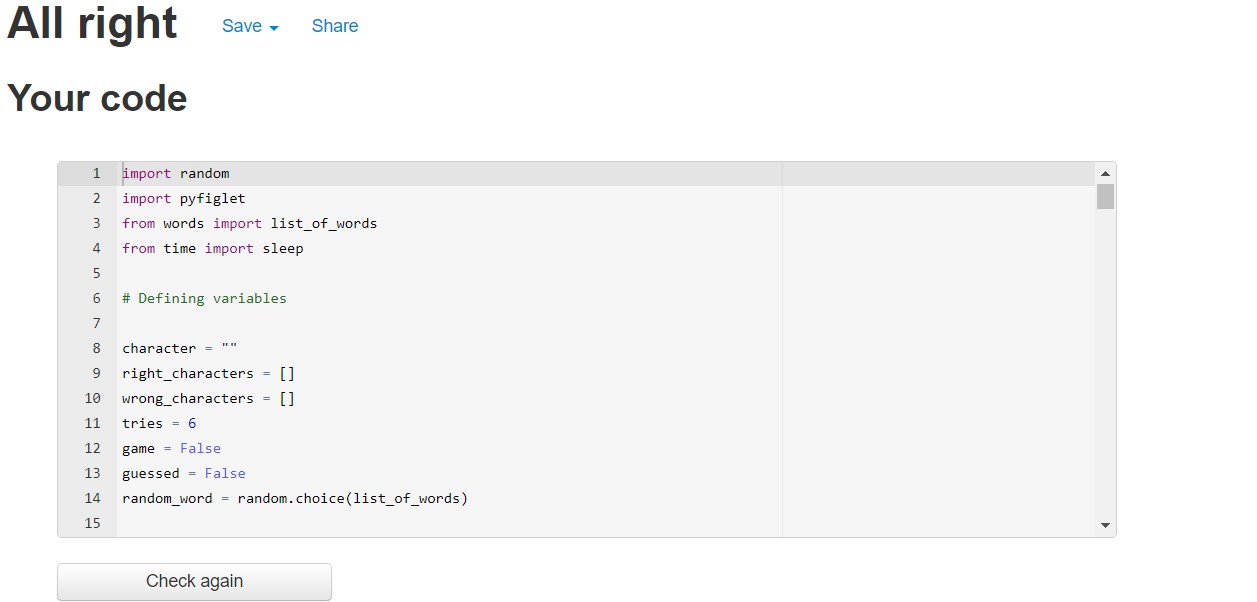 All right Save Share
Your code
1 import random
2 import pyfiglet
3 from words import list_of_words
4 from time import sleep
5
6 # Defining variables
7
8 character = ""
9 right_characters = []
10 wrong_characters = []
11 tries = 6
12 game = False
13 guessed = False
14 random_word = random.choice(list_of_words)
15
Check again